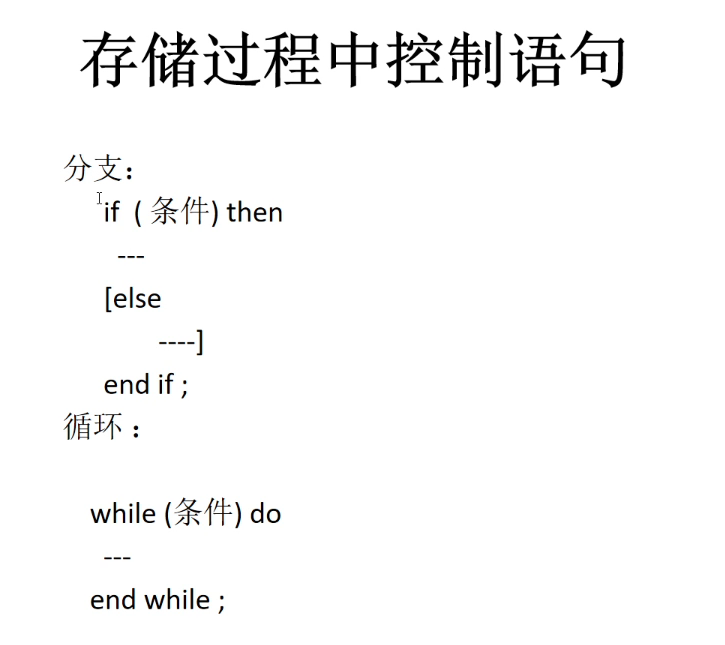 存储过程中控制语句
分支：
if ( 条件) then
---
[else
----]
end if ;
循环 ：
while (条件) do
---
end while ;